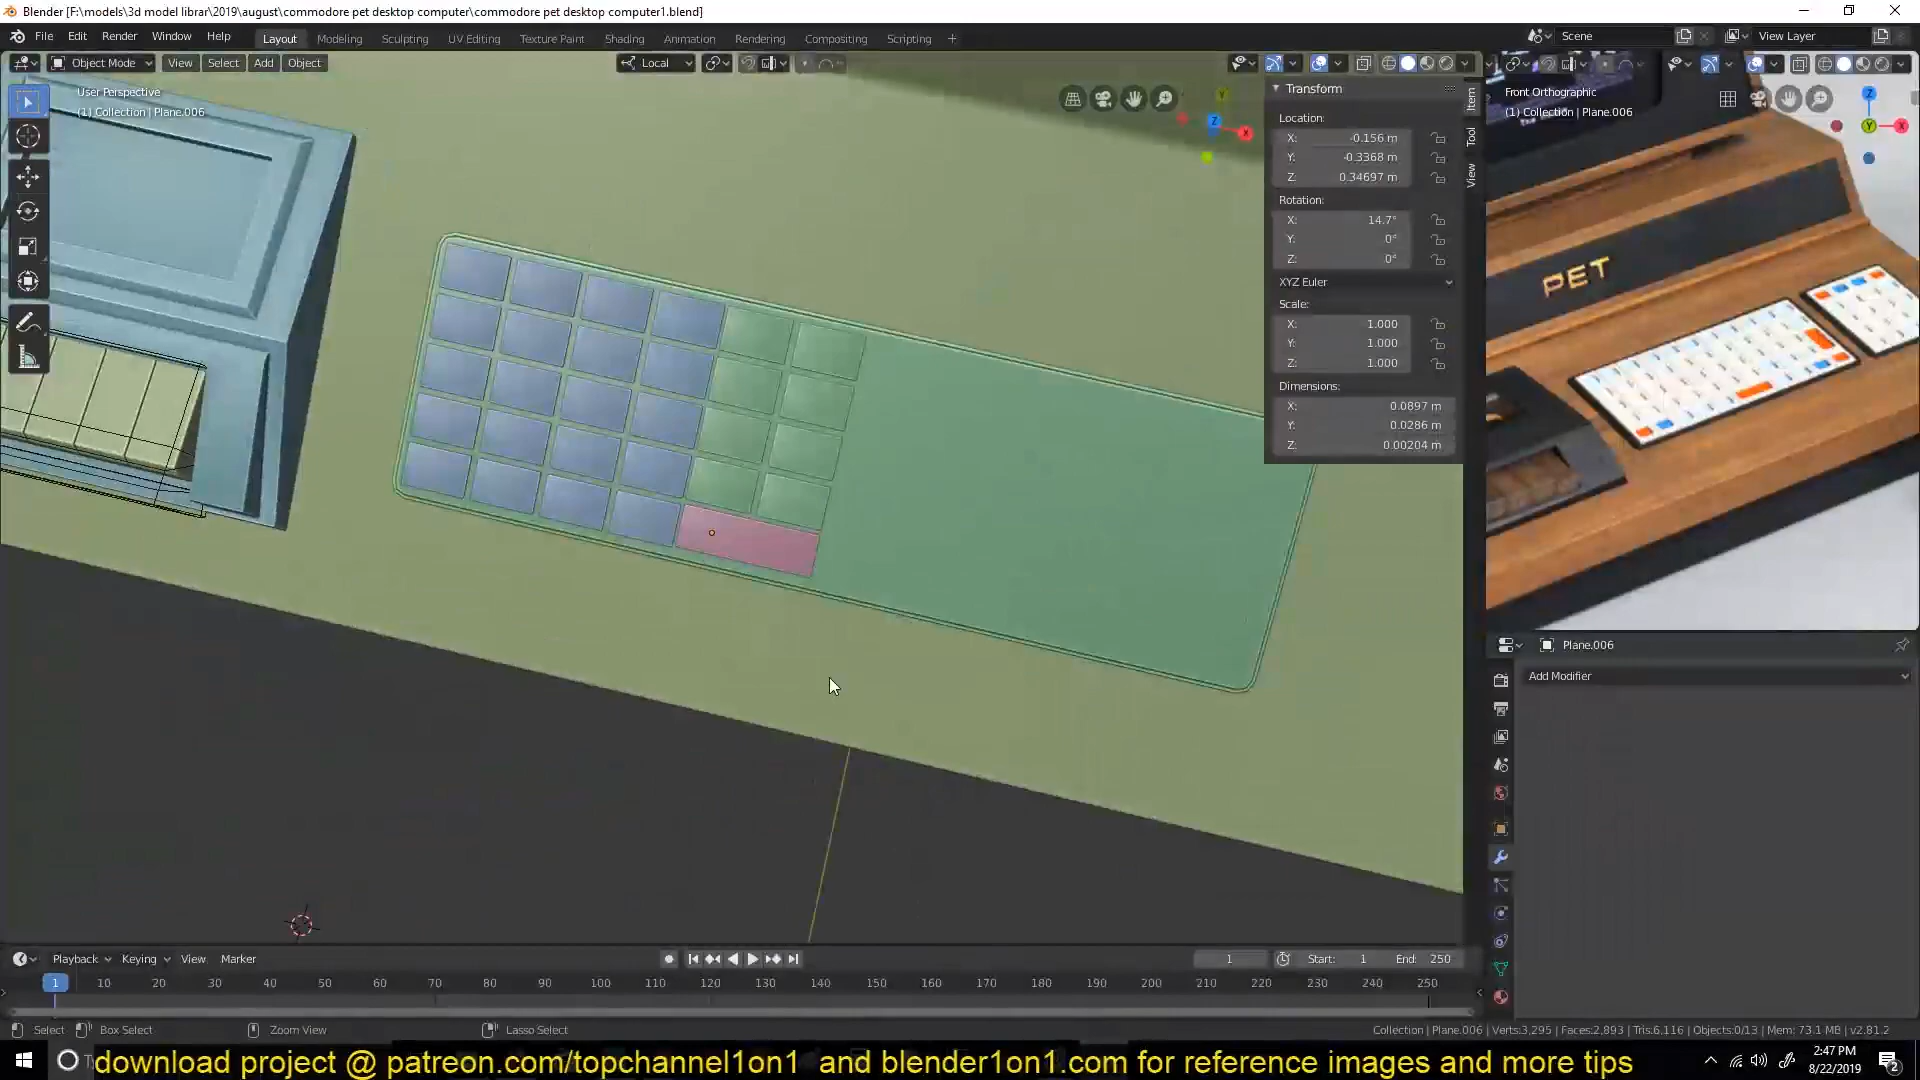 Blender [F:\models\3d model librar\2019\august\commodore pet desktop computer\commodore pet desktop computer1.blend]
File Edit Render Window Help Layout Modeling Sculpting UV Editing Texture Paint Shading Animation Rendering Compositing Scripting + Scene View Layer
Object Mode View Select Add Object Local
User Perspective
(1) Collection | Plane.006
Transform
Location:
X: -0.156 m
Y: -0.3368 m
Z: 0.34697 m
Rotation:
X: 14.7°
Y: 0°
Z: 0°
XYZ Euler
Scale:
X: 1.000
Y: 1.000
Z: 1.000
Dimensions:
X: 0.0897 m
Y: 0.0286 m
Z: 0.00204 m
Item
Tool
View
X
Z
Front Orthographic
(1) Collection | Plane.006
Z
Y
X
PET
Plane.006
Add Modifier
Playback Keying View Marker 1 Start: 1 End: 250
1 10 20 30 40 50 60 70 80 90 100 110 120 130 140 150 160 170 180 190 200 210 220 230 240 250
Select Box Select Zoom View Lasso Select Collection | Plane.006 | Verts:3,295 | Faces:2,893 | Tris:6,116 | Objects:0/13 | Mem: 73.1 MB | v2.81.2
download project @ patreon.com/topchannel1on1 and blender1on1.com for reference images and more tips
2:47 PM
8/22/2019
2